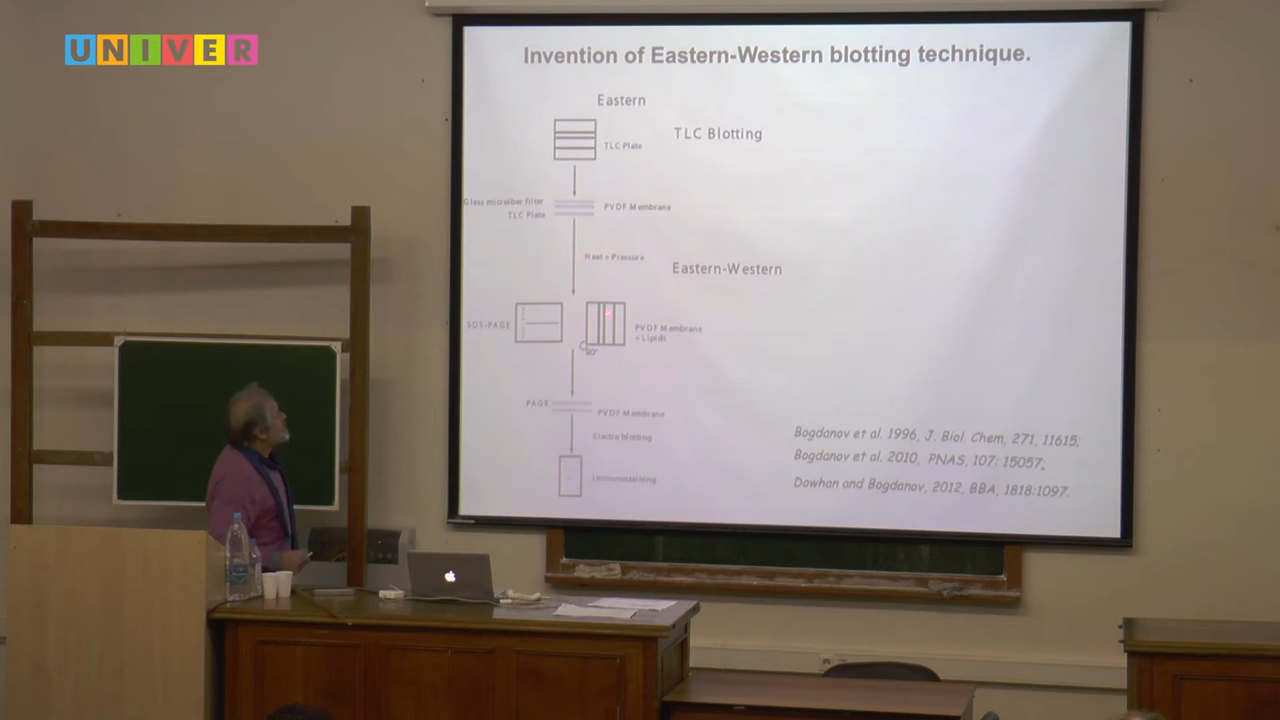 UNIVER
Invention of Eastern-Western blotting technique.
Eastern
TLC Blotting
TLC Plate
Glass microfiber filter
TLC Plate
PVDF Membrane
Heat + Pressure
Eastern-Western
SDS-PAGE
PVDF Membrane
+ Lipids
90°
PAGE
PVDF Membrane
Electro blotting
Immunostaining
Bogdanov et al. 1996, J. Biol. Chem, 271, 11615;
Bogdanov et al. 2010, PNAS, 107: 15057;
Dowhan and Bogdanov, 2012, BBA, 1818:1097.